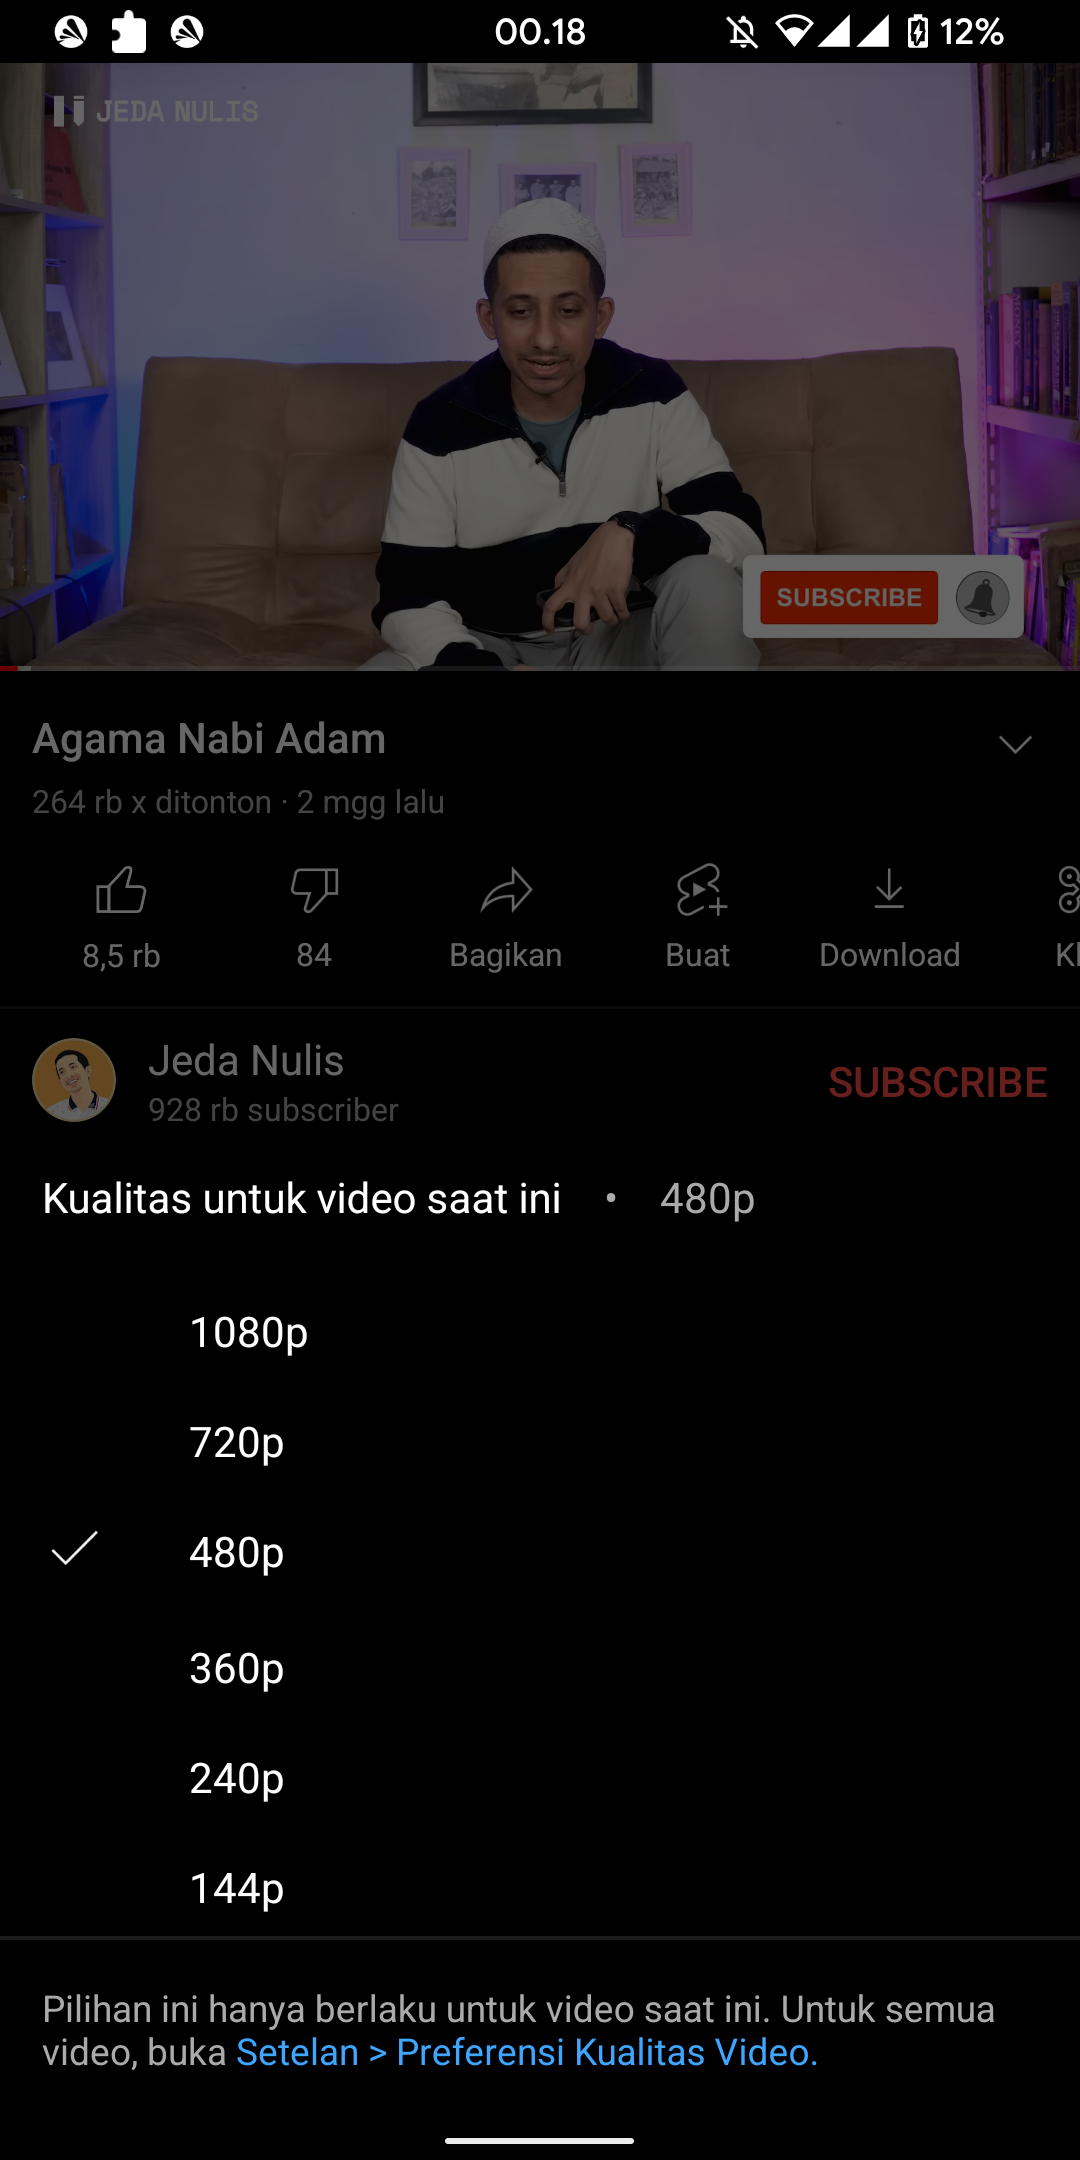 00.18
12%
JEDA NULIS
SUBSCRIBE
Agama Nabi Adam
264 rb x ditonton · 2 mgg lalu
8,5 rb
84
Bagikan
Buat
Download
Jeda Nulis
928 rb subscriber
SUBSCRIBE
Kualitas untuk video saat ini • 480p
1080p
720p
480p
360p
240p
144p
Pilihan ini hanya berlaku untuk video saat ini. Untuk semua
video, buka Setelan > Preferensi Kualitas Video.